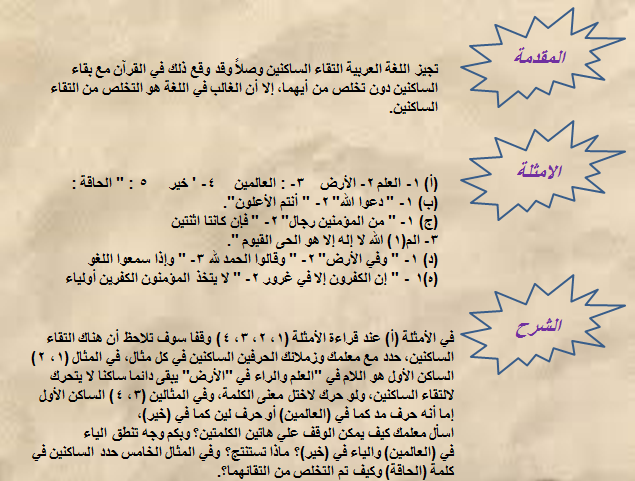 المقدمة
تجيز اللغة العربية التقاء الساكنين وصلاً وقد وقع ذلك في القرآن مع بقاء
الساكنين دون تخلص من أيهما، إلا أن الغالب في اللغة هو التخلص من التقاء
الساكنين.
الامثلة
(أ) ١- العلم ٢- الأرض ٣- : العالمين ٤- ' خير ٥ : " الحاقة :
(ب) ١- " دعوا الله" ٢- " أنتم الأعلون".
(ج) ١- " من المؤمنين رجال" ٢- " فإن كانتا اثنتين
٣- الم(١) الله لا إله إلا هو الحى القيوم ".
(د) ١- " وفي الأرض" ٢- " وقالوا الحمد لله ٣- " وإذا سمعوا اللغو
(ه)١ - " إن الكفرون إلا في غرور ٢- " لا يتخذ المؤمنون الكفرين أولياء
الشرح
في الأمثلة (أ) عند قراءة الأمثلة (١، ٢، ٣، ٤) وقفا سوف تلاحظ أن هناك التقاء
الساكنين، حدد مع معلمك وزملائك الحرفين الساكنين في كل مثال، في المثال (١، ٢)
الساكن الأول هو اللام في "العلم والراء في "الأرض" يبقى دائما ساكنا لا يتحرك
لالتقاء الساكنين، ولو حرك لاختل معنى الكلمة، وفي المثالين (٣، ٤) الساكن الأول
إما أنه حرف مد كما في (العالمين) أو حرف لين كما في (خير)،
اسأل معلمك كيف يمكن الوقف علي هاتين الكلمتين؟ وبكم وجه تنطق الياء
في (العالمين) والياء في (خير)؟ ماذا تستنتج؟ وفي المثال الخامس حدد الساكنين في
كلمة (الحاقة) وكيف تم التخلص من التقائهما؟.